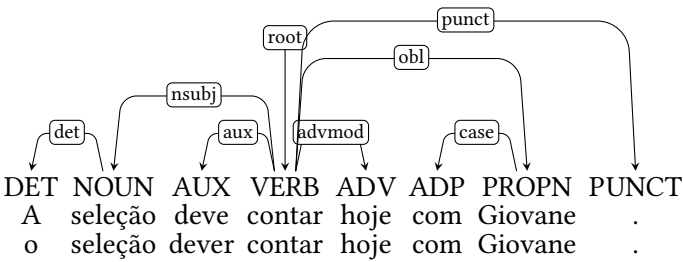 punct
root
obl
nsubj
det aux advmod case
DET NOUN AUX VERB ADV ADP PROPN PUNCT
A seleção deve contar hoje com Giovane .
o seleção dever contar hoje com Giovane .